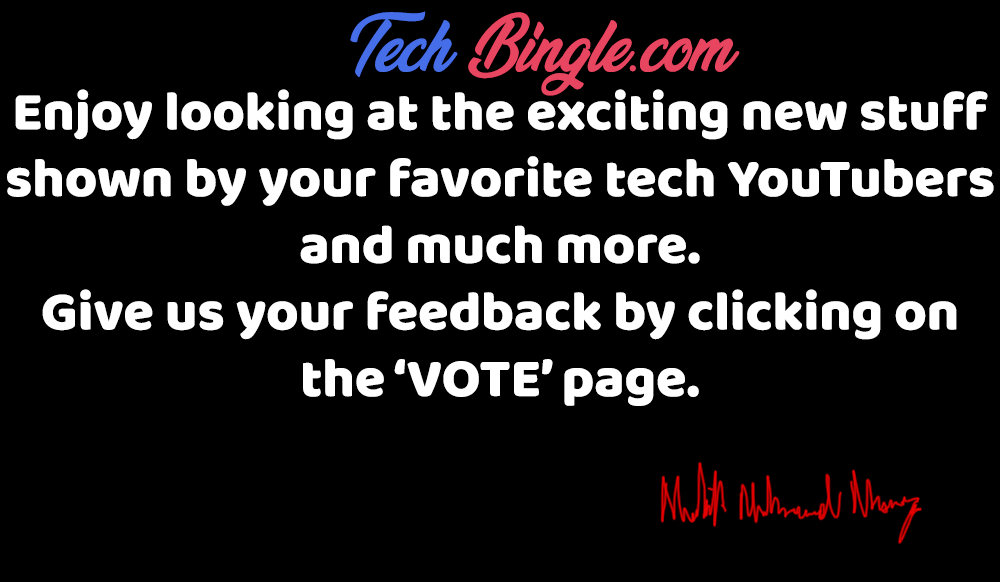 Tech Bingle.com
Enjoy looking at the exciting new stuff
shown by your favorite tech YouTubers
and much more.
Give us your feedback by clicking on
the ‘VOTE’ page.